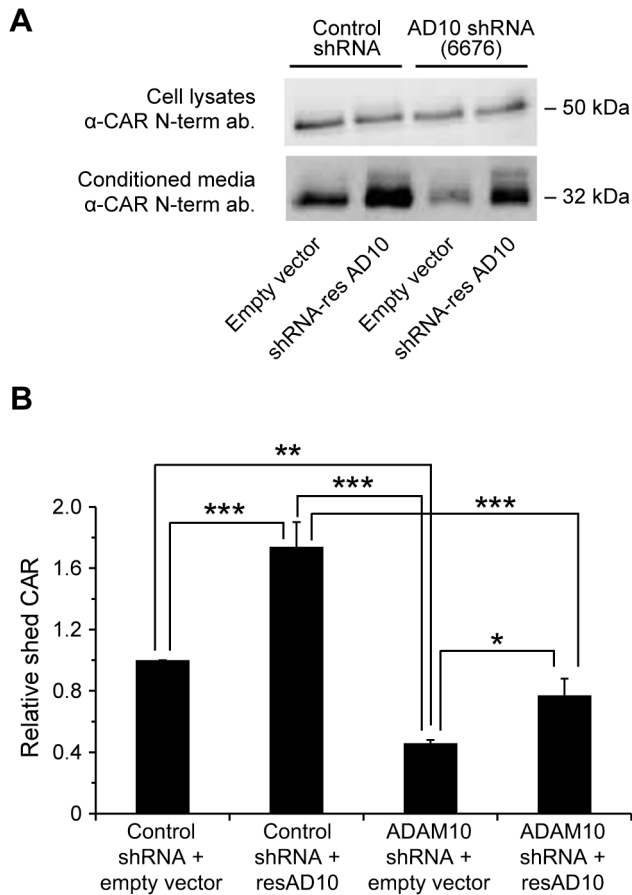 A
Control
shRNA
AD10 shRNA
(6676)
Cell lysates
α-CAR N-term ab.
– 50 kDa
Conditioned media
α-CAR N-term ab.
– 32 kDa
Empty vector
shRNA-res AD10
Empty vector
shRNA-res AD10
B
**
***
***
***
*
Relative shed CAR
2.0
1.6
1.2
0.8
0.4
0
Control
shRNA +
empty vector
Control
shRNA +
resAD10
ADAM10
shRNA +
empty vector
ADAM10
shRNA +
resAD10